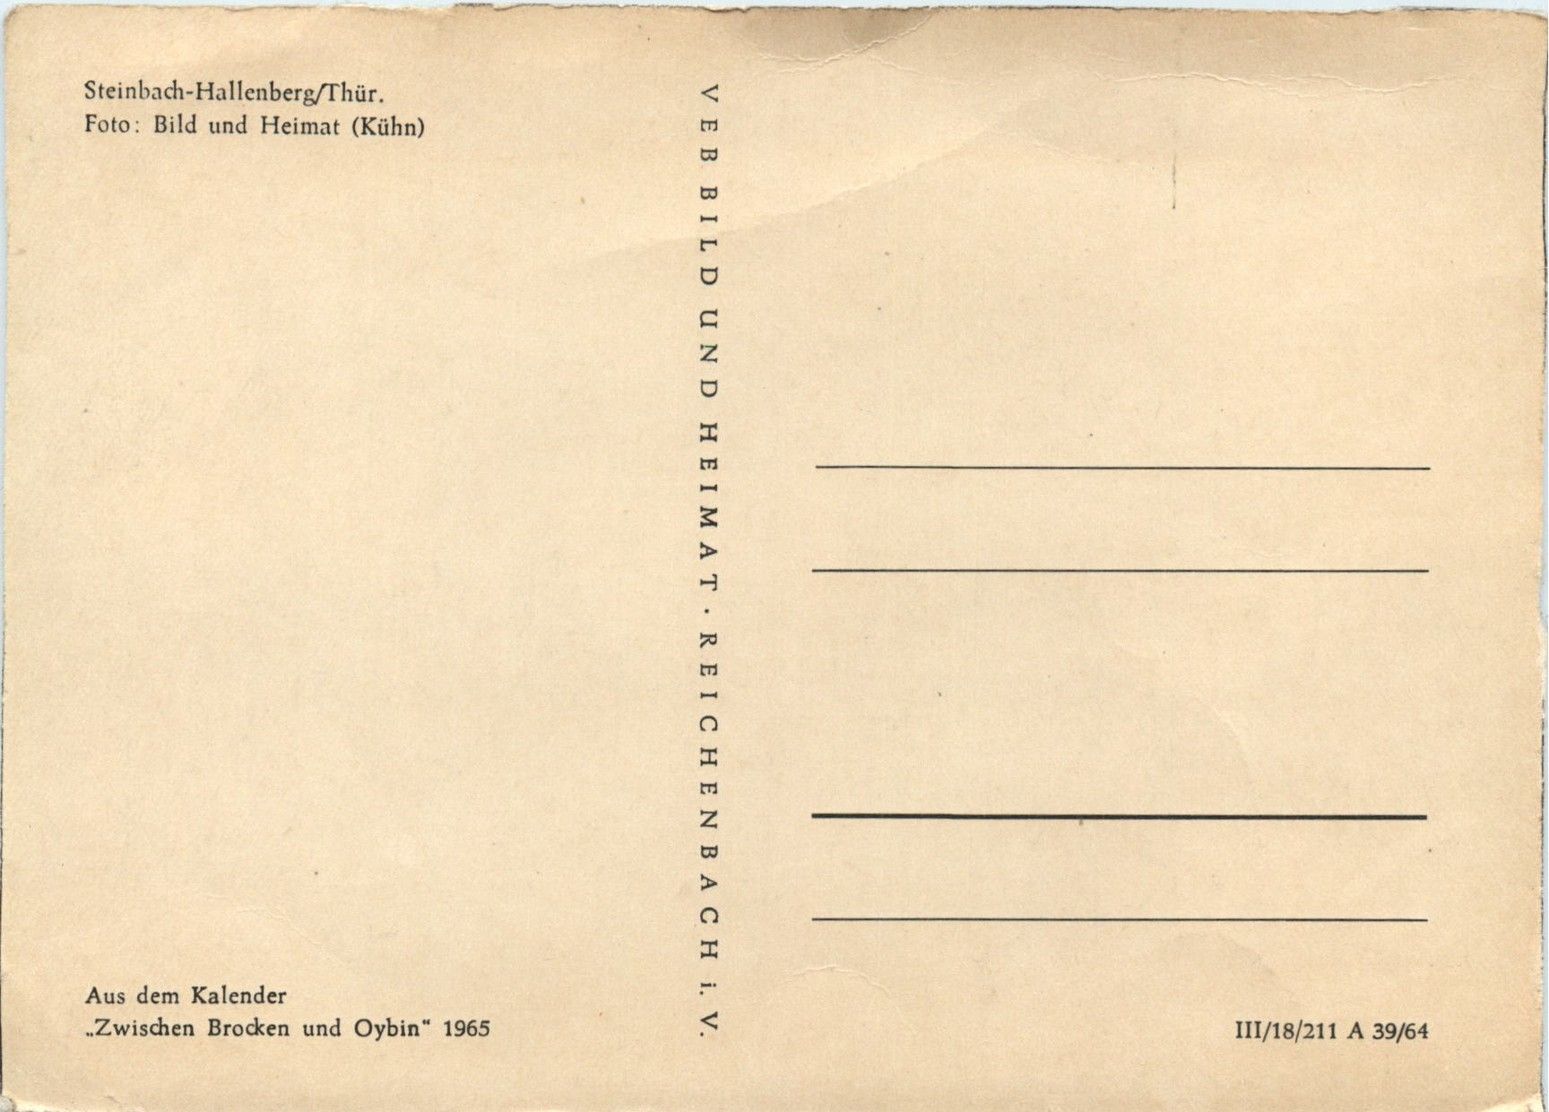 Steinbach-Hallenberg/Thür.
Foto: Bild und Heimat (Kühn)
VEB BILD UND HEIMAT · REICHENBACH i. V.
Aus dem Kalender
„Zwischen Brocken und Oybin“ 1965
III/18/211 A 39/64